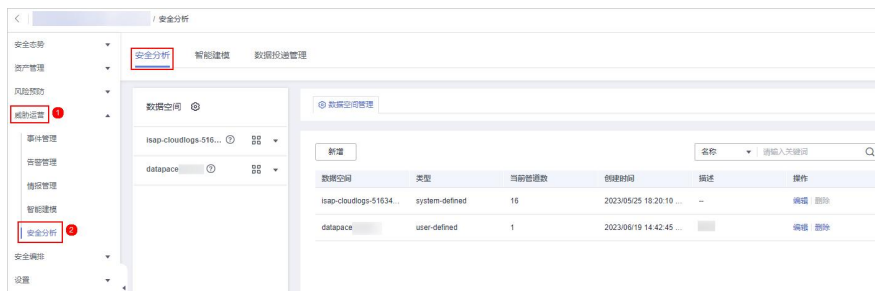 / 安全分析
安全态势
资产管理
风险预防
威胁运营 1
事件管理
告警管理
情报管理
智能建模
安全分析 2
安全编排
设置
安全分析 智能建模 数据投递管理
数据空间
isap-cloudlogs-516...
datapace
数据空间管理
新增
名称 请输入关键词
数据空间 类型 当前管道数 创建时间 描述 操作
isap-cloudlogs-51634... system-defined 16 2023/05/25 18:20:10 ... -- 编辑 删除
datapace user-defined 1 2023/06/19 14:42:45 ... 编辑 删除